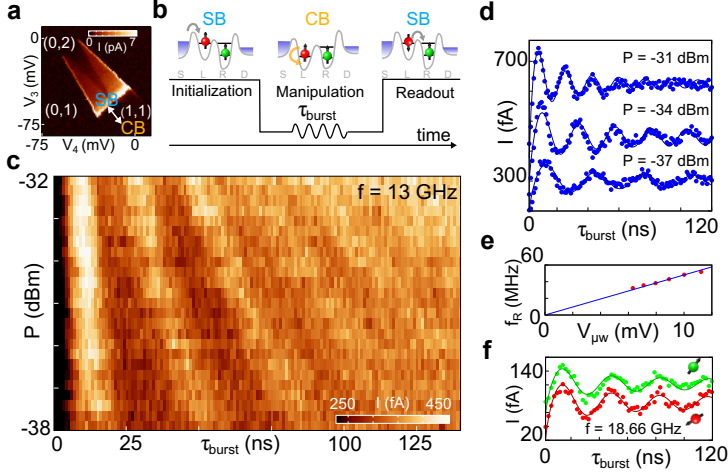 a
0
(0,2)
0 I (pA) 7
V3 (mV)
(0,1)
SB
(1,1)
CB
-75
-75 V4 (mV) 0
b
SB CB SB
S L R D S L R D S L R D
Initialization Manipulation Readout
τburst
time
c
-32
f = 13 GHz
P (dBm)
I (fA)
250 450
-38
0 25 τburst (ns) 100 125
d
700
P = -31 dBm
I (fA)
P = -34 dBm
P = -37 dBm
300
0 τburst (ns) 120
e
60
fR (MHz)
0
0 Vμw (mV) 10
f
140
I (fA)
f = 18.66 GHz
20
0 τburst (ns) 120